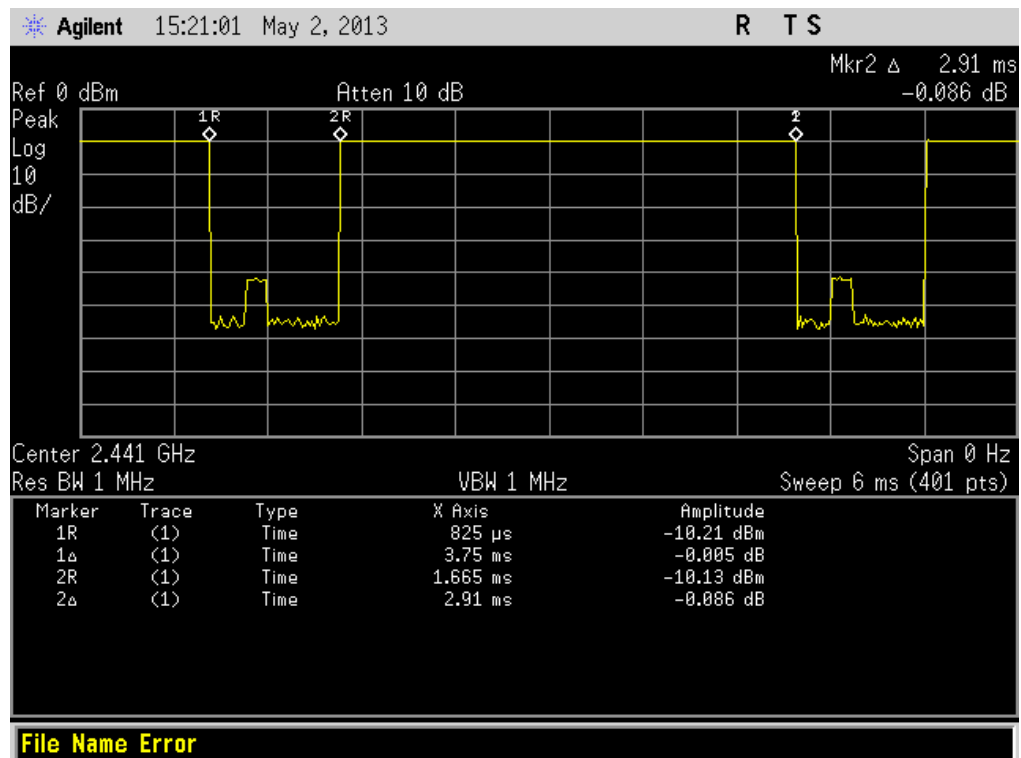 Agilent 15:21:01 May 2, 2013 R T S
Mkr2 Δ 2.91 ms
Ref 0 dBm Atten 10 dB -0.086 dB
Peak
Log
10
dB/
1R 2R 2
Center 2.441 GHz Span 0 Hz
Res BW 1 MHz VBW 1 MHz Sweep 6 ms (401 pts)
Marker Trace Type X Axis Amplitude
1R (1) Time 825 µs -10.21 dBm
1Δ (1) Time 3.75 ms -0.005 dB
2R (1) Time 1.665 ms -10.13 dBm
2Δ (1) Time 2.91 ms -0.086 dB
File Name Error